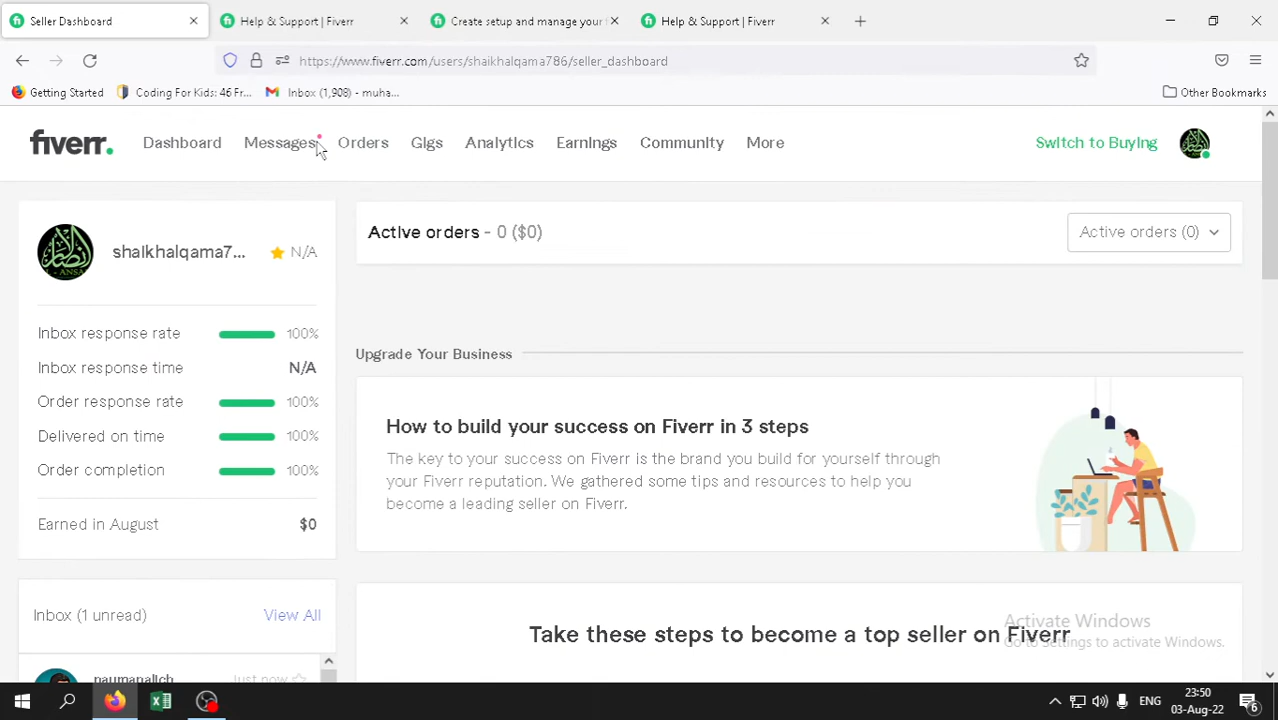 Seller Dashboard
Help & Support | Fiverr
Create setup and manage your f
Help & Support | Fiverr
https://www.fiverr.com/users/shaikhalqama786/seller_dashboard
Getting Started
Coding For Kids: 46 Fr...
Inbox (1,908) - muha...
Other Bookmarks
fiverr.
Dashboard
Messages
Orders
Gigs
Analytics
Earnings
Community
More
Switch to Buying
shaikhalqama7...
N/A
Inbox response rate 100%
Inbox response time N/A
Order response rate 100%
Delivered on time 100%
Order completion 100%
Earned in August $0
Inbox (1 unread) View All
naumanalich Just now
Active orders - 0 ($0)
Active orders (0)
Upgrade Your Business
How to build your success on Fiverr in 3 steps
The key to your success on Fiverr is the brand you build for yourself through
your Fiverr reputation. We gathered some tips and resources to help you
become a leading seller on Fiverr.
Take these steps to become a top seller on Fiverr
Activate Windows
Go to Settings to activate Windows.
ENG
23:50
03-Aug-22
6